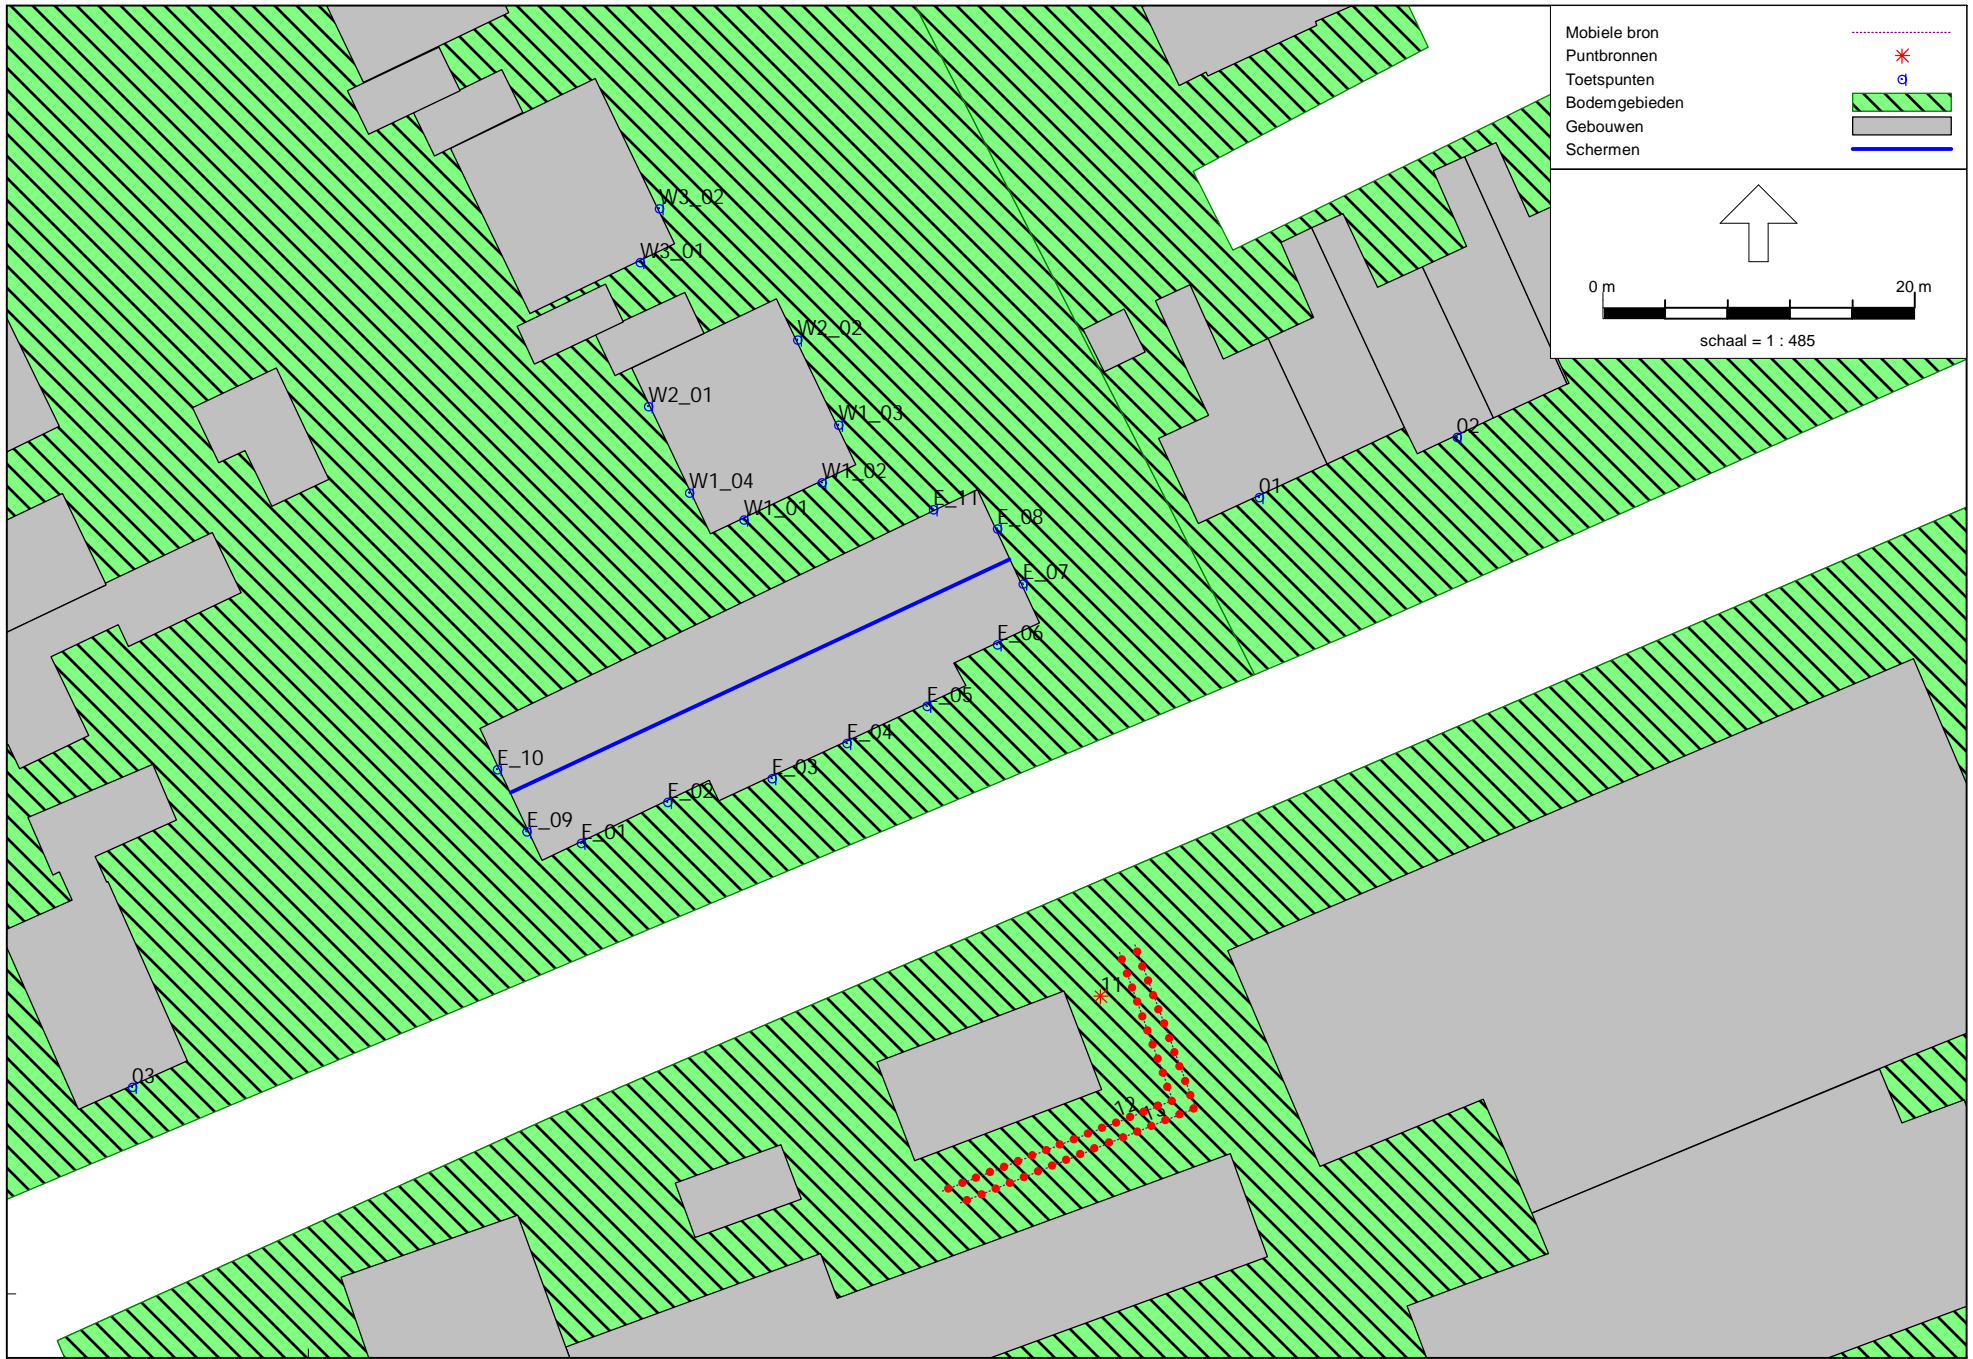 Mobiele bron
Puntbronnen
Toetspunten
Bodemgebieden
Gebouwen
Schermen
0 m
20 m
schaal = 1 : 485
W3_02
W3_01
W2_02
W2_01
W1_03
W1_02
W1_04
W1_01
E_11
E_08
E_07
E_06
E_05
E_04
E_03
E_02
E_01
E_10
E_09
01
02
03
11
12
13